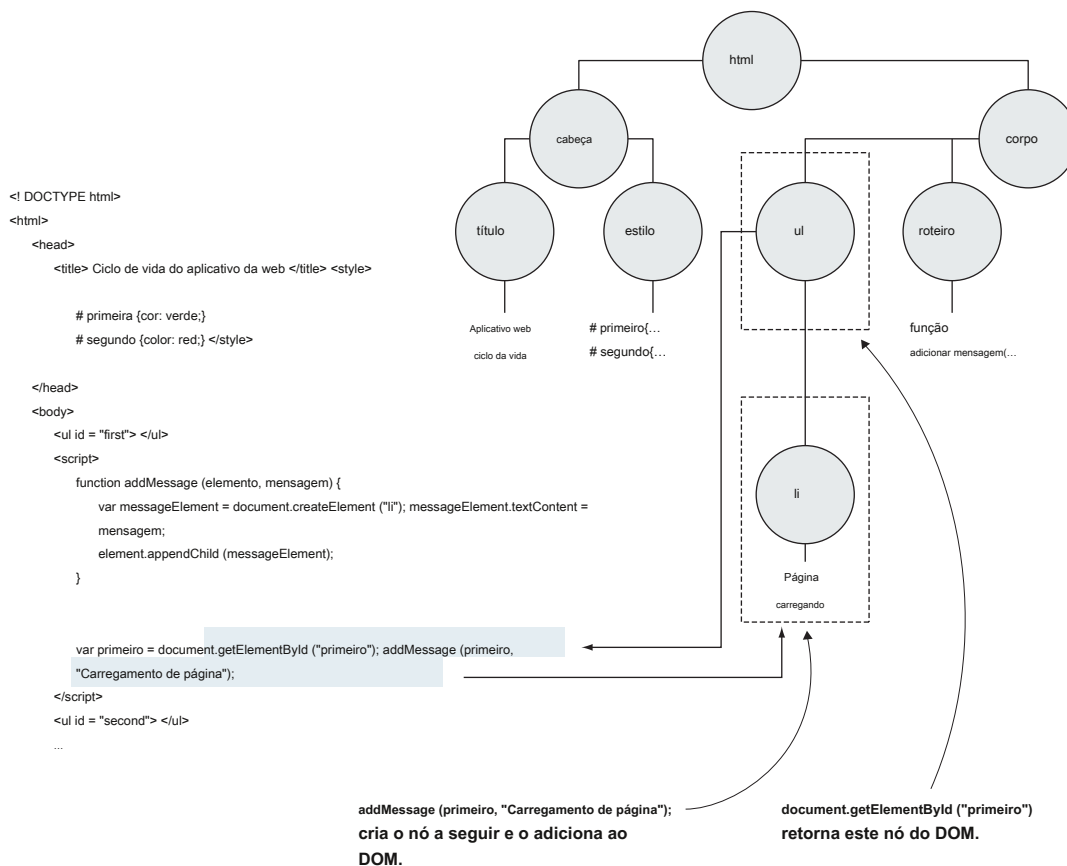 html
cabeça
corpo
<! DOCTYPE html>
<html>
<head>
<title> Ciclo de vida do aplicativo da web </title> <style>
# primeira {cor: verde;}
# segundo {color: red;} </style>
</head>
<body>
<ul id = "first"> </ul>
<script>
function addMessage (elemento, mensagem) {
var messageElement = document.createElement ("li"); messageElement.textContent =
mensagem;
element.appendChild (messageElement);
}
var primeiro = document.getElementById ("primeiro"); addMessage (primeiro,
"Carregamento de página");
</script>
<ul id = "second"> </ul>
...
título
estilo
ul
roteiro
Aplicativo web
ciclo da vida
# primeiro{…
# segundo{…
função
adicionar mensagem(…
li
Página
carregando
addMessage (primeiro, "Carregamento de página");
cria o nó a seguir e o adiciona ao
DOM.
document.getElementById ("primeiro")
retorna este nó do DOM.